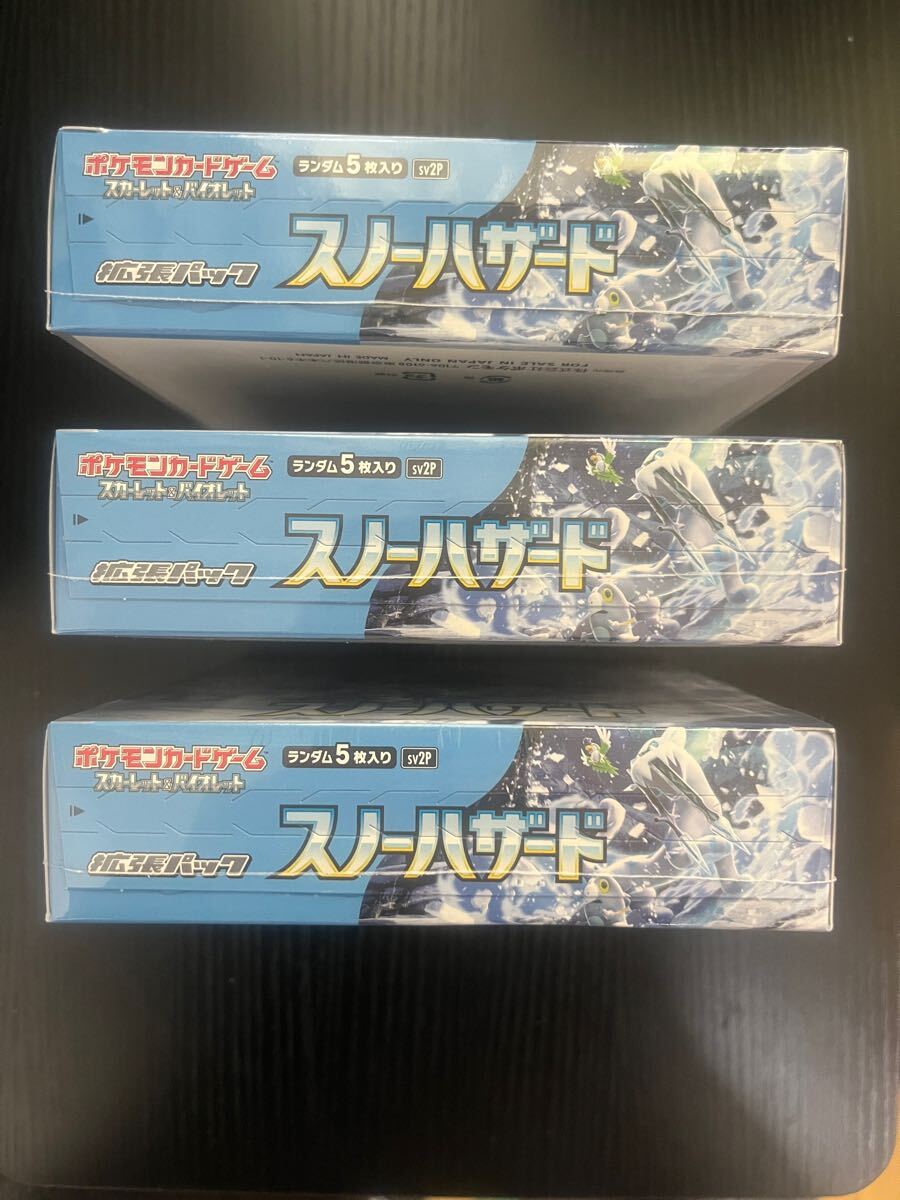 ポケモンカードゲーム
スカーレット&バイオレット
ランダム5枚入り sv2P
拡張パック
スノーハザード
FOR SALE IN JAPAN ONLY
MADE IN JAPAN
ポケモンカードゲーム
スカーレット&バイオレット
ランダム5枚入り sv2P
拡張パック
スノーハザード
スノーハザード
ポケモンカードゲーム
スカーレット&バイオレット
ランダム5枚入り sv2P
拡張パック
スノーハザード